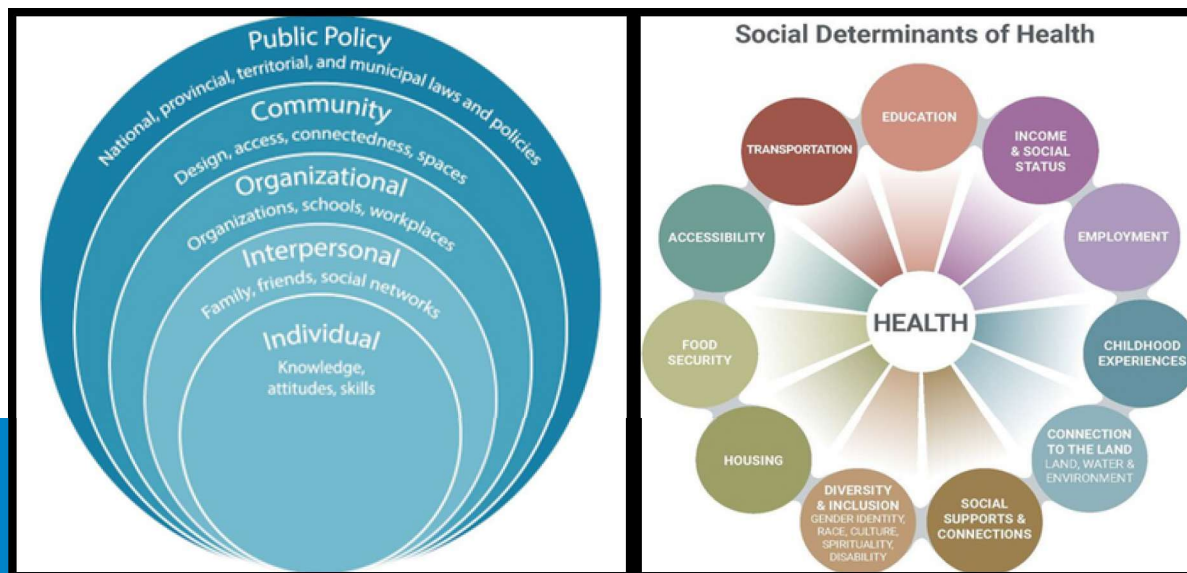 Public Policy
National, provincial, territorial, and municipal laws and policies
Community
Design, access, connectedness, spaces
Organizational
Organizations, schools, workplaces
Interpersonal
Family, friends, social networks
Individual
Knowledge,
attitudes, skills
Social Determinants of Health
EDUCATION
INCOME
& SOCIAL
STATUS
EMPLOYMENT
CHILDHOOD
EXPERIENCES
CONNECTION
TO THE LAND
LAND, WATER &
ENVIRONMENT
SOCIAL
SUPPORTS &
CONNECTIONS
DIVERSITY
& INCLUSION
GENDER IDENTITY,
RACE, CULTURE,
SPIRITUALITY,
DISABILITY
HOUSING
FOOD
SECURITY
ACCESSIBILITY
TRANSPORTATION
HEALTH